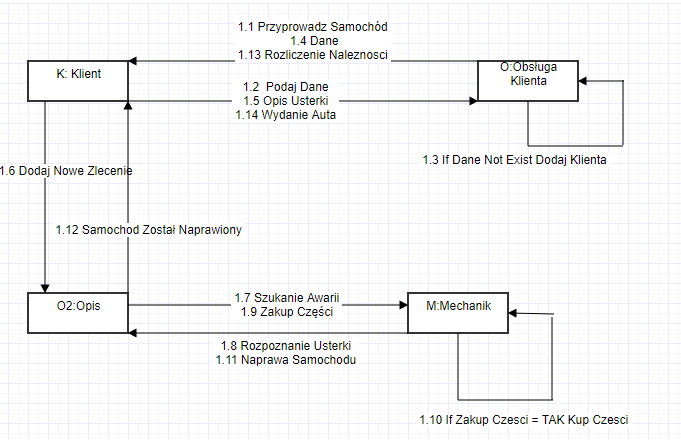 1.1 Przyprowadz Samochód
1.4 Dane
1.13 Rozliczenie Naleznosci
K: Klient
O:Obsługa
Klienta
1.2 Podaj Dane
1.5 Opis Usterki
1.14 Wydanie Auta
1.3 If Dane Not Exist Dodaj Klienta
1.6 Dodaj Nowe Zlecenie
1.12 Samochod Został Naprawiony
O2:Opis
1.7 Szukanie Awarii
1.9 Zakup Części
M:Mechanik
1.8 Rozpoznanie Usterki
1.11 Naprawa Samochodu
1.10 If Zakup Czesci = TAK Kup Czesci